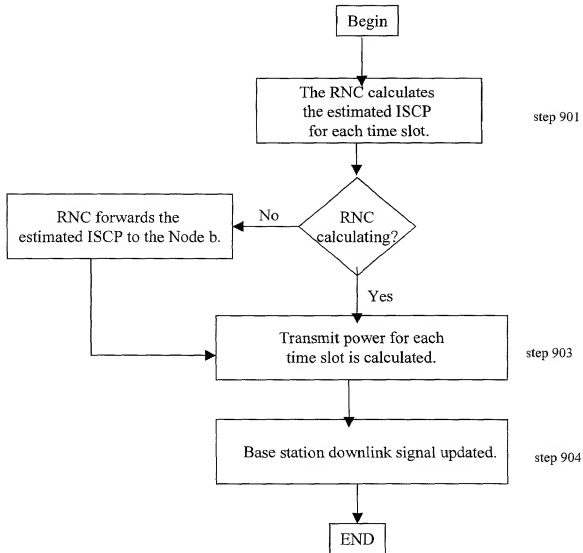 Begin
The RNC calculates
the estimated ISCP
for each time slot.
step 901
RNC
calculating?
No
RNC forwards the
estimated ISCP to the Node b.
Yes
Transmit power for each
time slot is calculated.
step 903
Base station downlink signal updated.
step 904
END